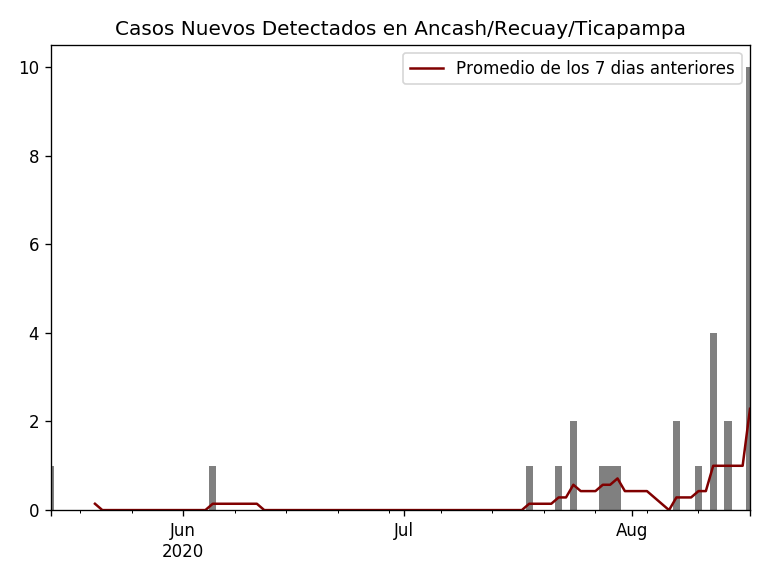 Casos Nuevos Detectados en Ancash/Recuay/Ticapampa
Promedio de los 7 dias anteriores
10
8
6
4
2
0
Jun
2020
Jul
Aug